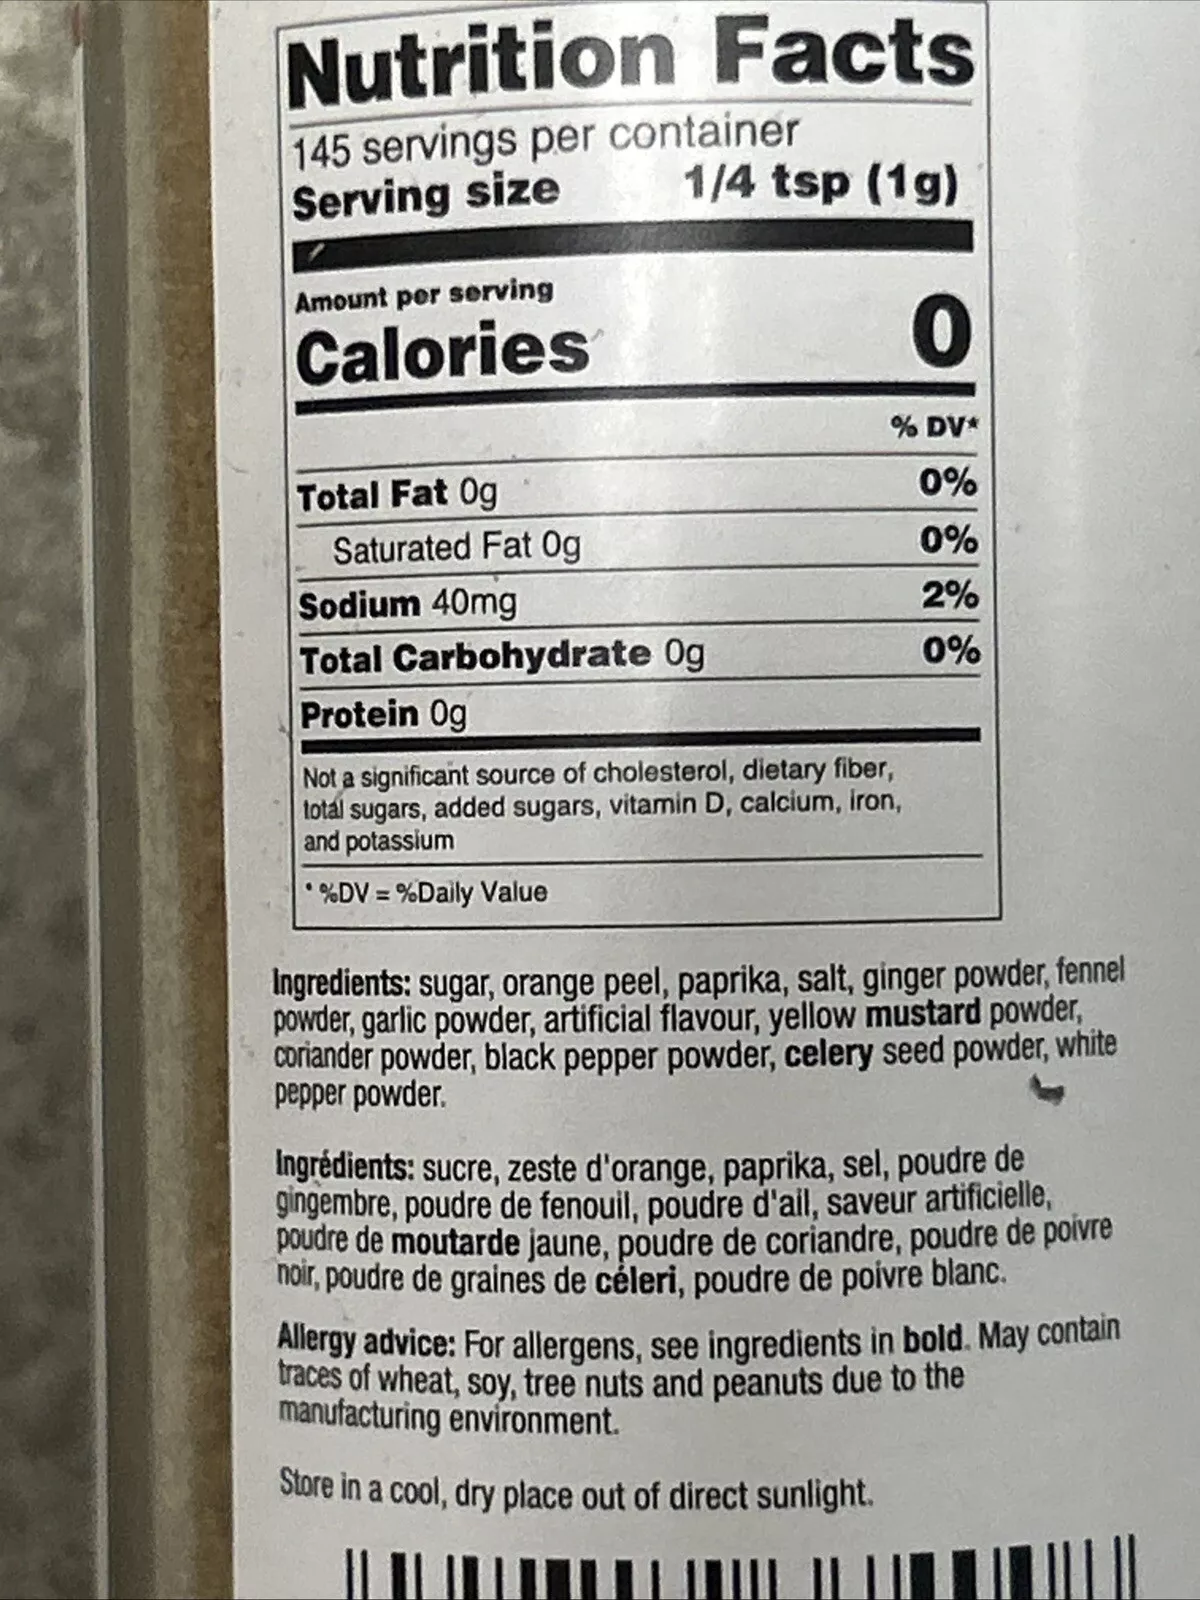 Nutrition Facts
145 servings per container
Serving size 1/4 tsp (1g)
Amount per serving
Calories 0
% DV*
Total Fat 0g 0%
Saturated Fat 0g 0%
Sodium 40mg 2%
Total Carbohydrate 0g 0%
Protein 0g
Not a significant source of cholesterol, dietary fiber,
total sugars, added sugars, vitamin D, calcium, iron,
and potassium
* %DV = %Daily Value
Ingredients: sugar, orange peel, paprika, salt, ginger powder, fennel
powder, garlic powder, artificial flavour, yellow mustard powder,
coriander powder, black pepper powder, celery seed powder, white
pepper powder.
Ingrédients: sucre, zeste d'orange, paprika, sel, poudre de
gingembre, poudre de fenouil, poudre d'ail, saveur artificielle,
poudre de moutarde jaune, poudre de coriandre, poudre de poivre
noir, poudre de graines de céleri, poudre de poivre blanc.
Allergy advice: For allergens, see ingredients in bold. May contain
traces of wheat, soy, tree nuts and peanuts due to the
manufacturing environment.
Store in a cool, dry place out of direct sunlight.